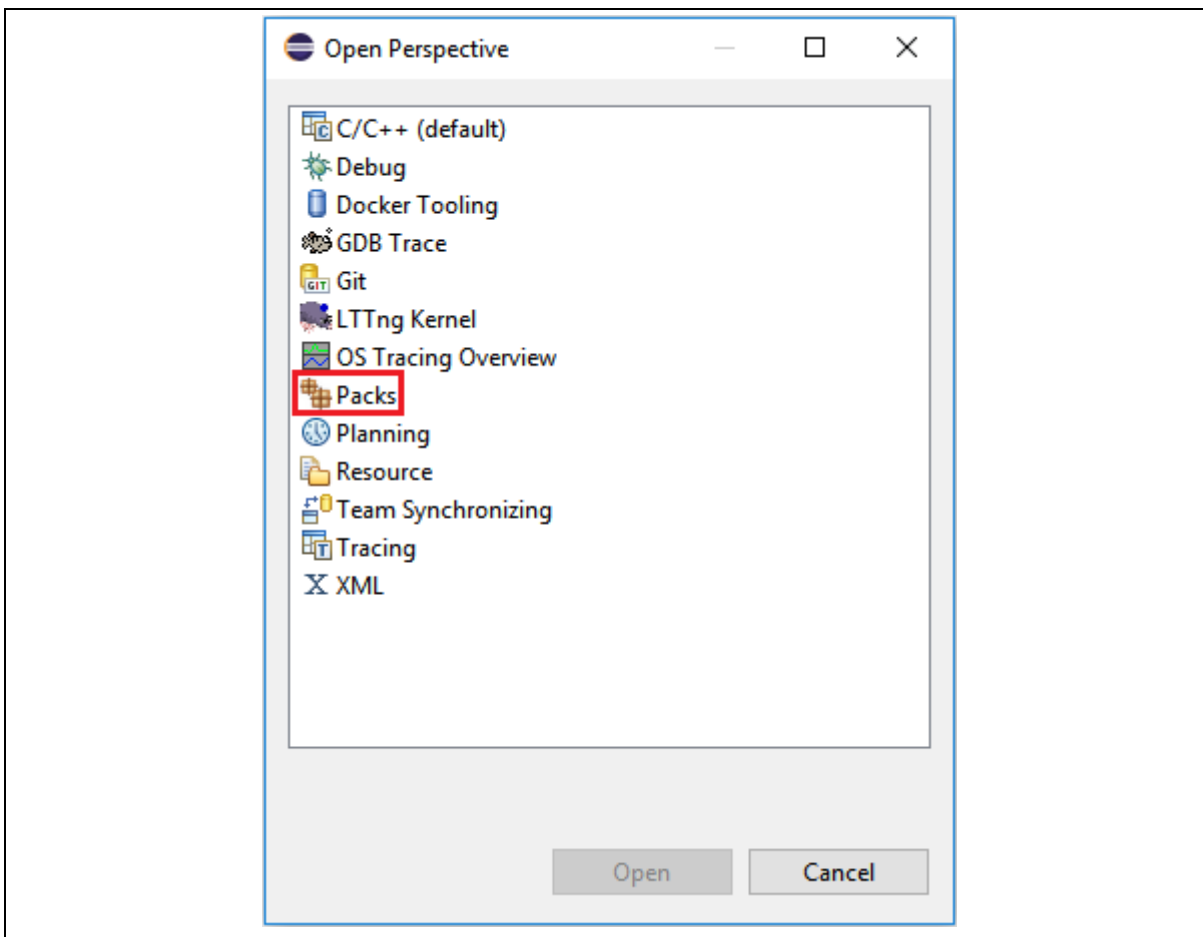 Open Perspective
C/C++ (default)
Debug
Docker Tooling
GDB Trace
GIT Git
LTTng Kernel
OS Tracing Overview
Packs
Planning
Resource
Team Synchronizing
Tracing
XML
Open Cancel